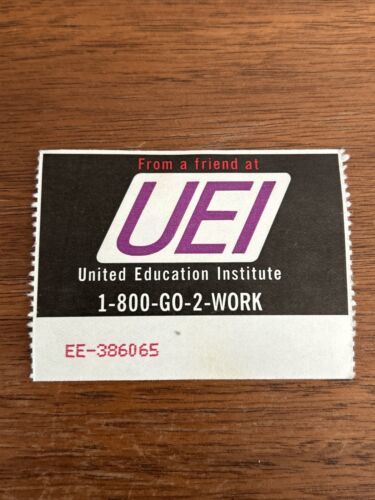 From a friend at
UEI
United Education Institute
1-800-GO-2-WORK
EE-386065